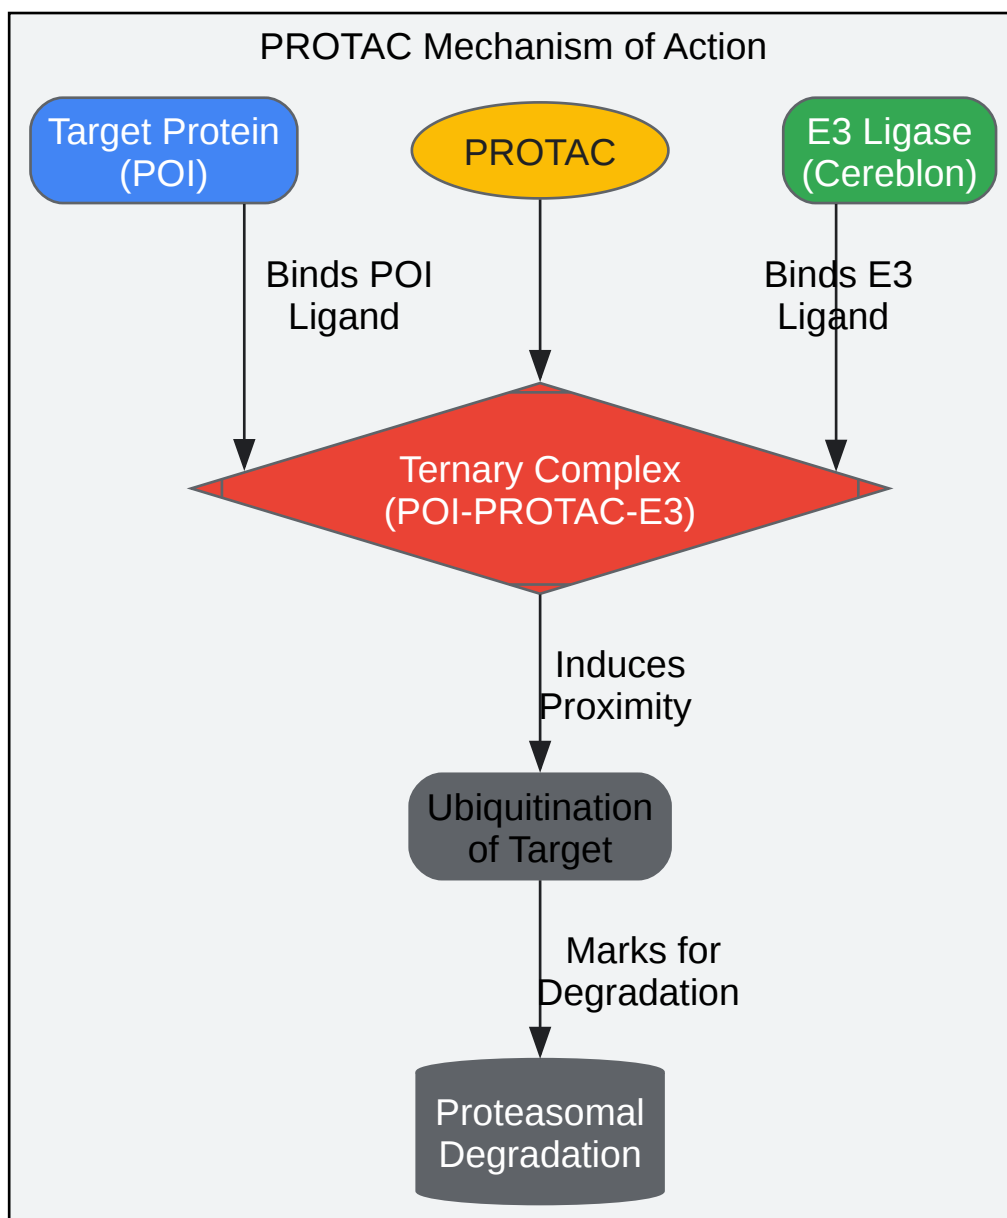 PROTAC Mechanism of Action
Target Protein
(POI)
PROTAC
E3 Ligase
(Cereblon)
Binds POI
Ligand
Binds E3
Ligand
Ternary Complex
(POI-PROTAC-E3)
Induces
Proximity
Ubiquitination
of Target
Marks for
Degradation
Proteasomal
Degradation